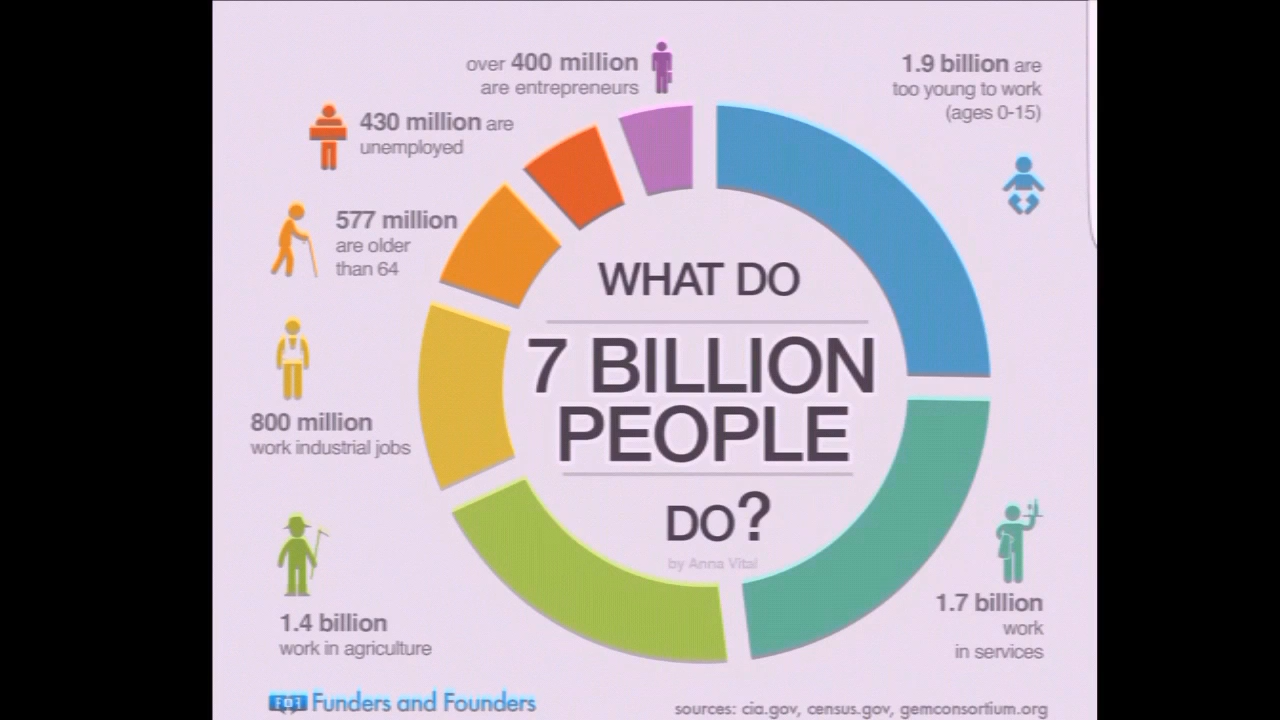 over 400 million
are entrepreneurs
1.9 billion are
too young to work
(ages 0-15)
430 million are
unemployed
577 million
are older
than 64
800 million
work industrial jobs
1.4 billion
work in agriculture
1.7 billion
work
in services
WHAT DO
7 BILLION
PEOPLE
DO?
by Anna Vital
Funders and Founders
sources: cia.gov, census.gov, gemconsortium.org